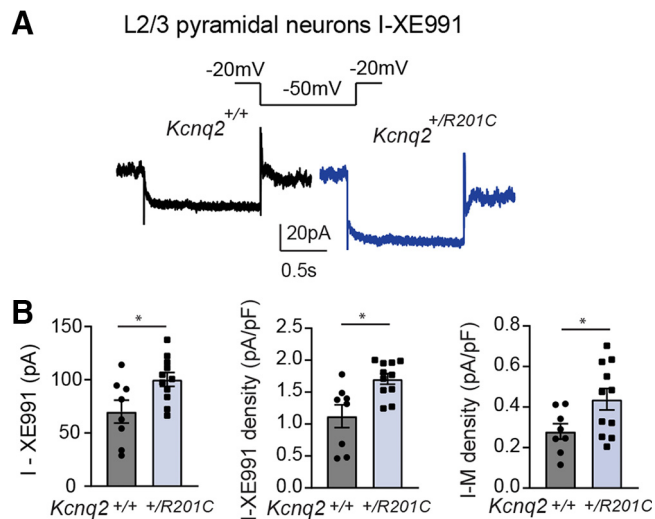 A
L2/3 pyramidal neurons I-XE991
-20mV -20mV
-50mV
Kcnq2+/+
Kcnq2+/R201C
20pA
0.5s
B
I - XE991 (pA)
150
100
50
0
*
Kcnq2 +/+ +/R201C
I-XE991 density (pA/pF)
2.5
2.0
1.5
1.0
0.5
0.0
*
Kcnq2 +/+ +/R201C
I-M density (pA/pF)
0.8
0.6
0.4
0.2
0.0
*
Kcnq2 +/+ +/R201C